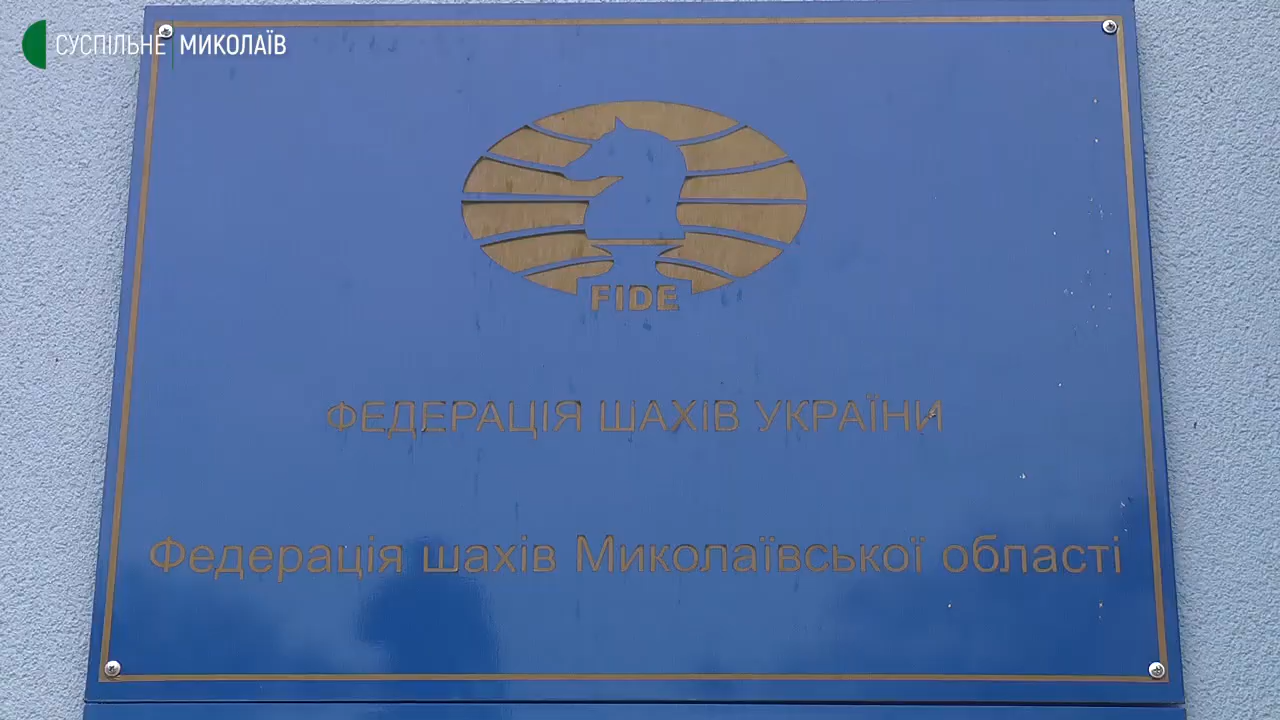 СУСПІЛЬНЕ МИКОЛАЇВ
FIDE
ФЕДЕРАЦІЯ ШАХІВ УКРАЇНИ
Федерація шахів Миколаївської області